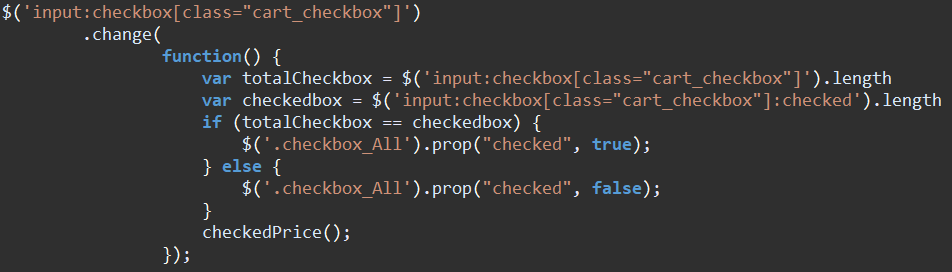 $('input:checkbox[class="cart_checkbox"]')
.change(
function() {
var totalCheckbox = $('input:checkbox[class="cart_checkbox"]').length
var checkedbox = $('input:checkbox[class="cart_checkbox"]:checked').length
if (totalCheckbox == checkedbox) {
$('.checkbox_All').prop("checked", true);
} else {
$('.checkbox_All').prop("checked", false);
}
checkedPrice();
});